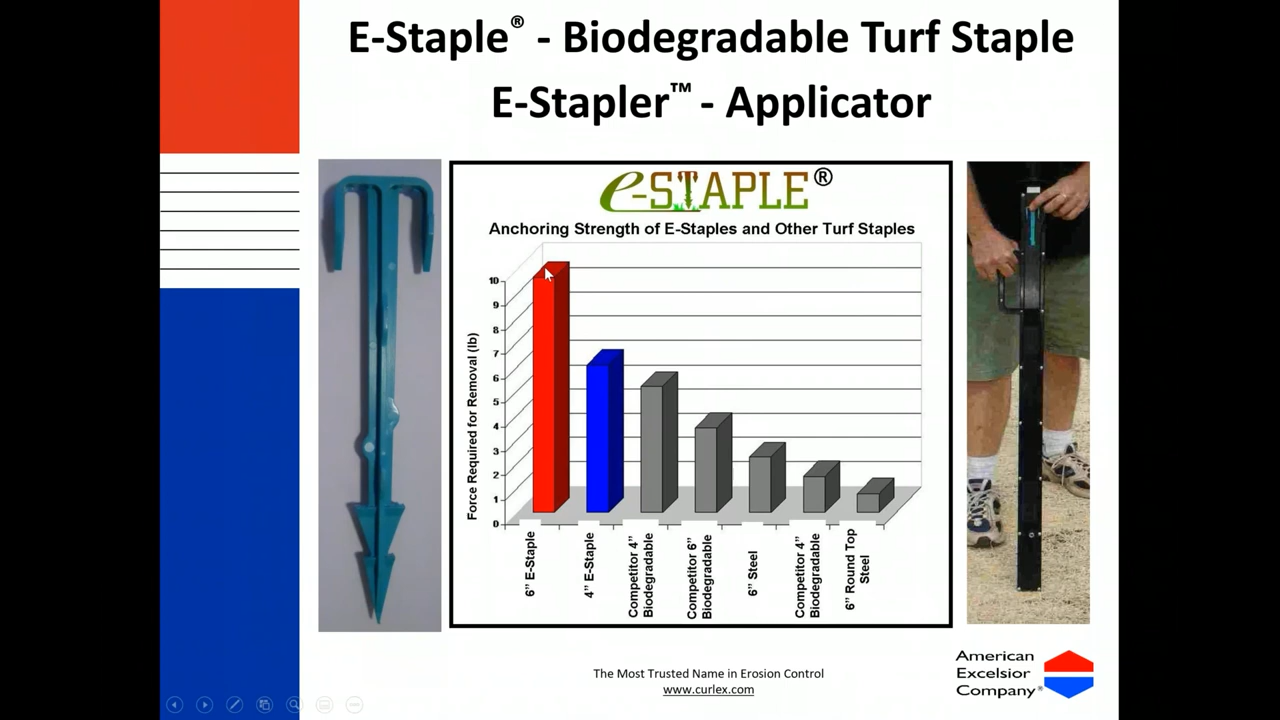 E-Staple® - Biodegradable Turf Staple
E-Stapler™ - Applicator
e-STAPLE®
Anchoring Strength of E-Staples and Other Turf Staples
Force Required for Removal (lb)
10
9
8
7
6
5
4
3
2
1
0
6” E-Staple
4” E-Staple
Competitor 4”
Biodegradable
Competitor 6”
Biodegradable
6” Steel
Competitor 4”
Biodegradable
6” Round Top
Steel
The Most Trusted Name in Erosion Control
www.curlex.com
American
Excelsior
Company®